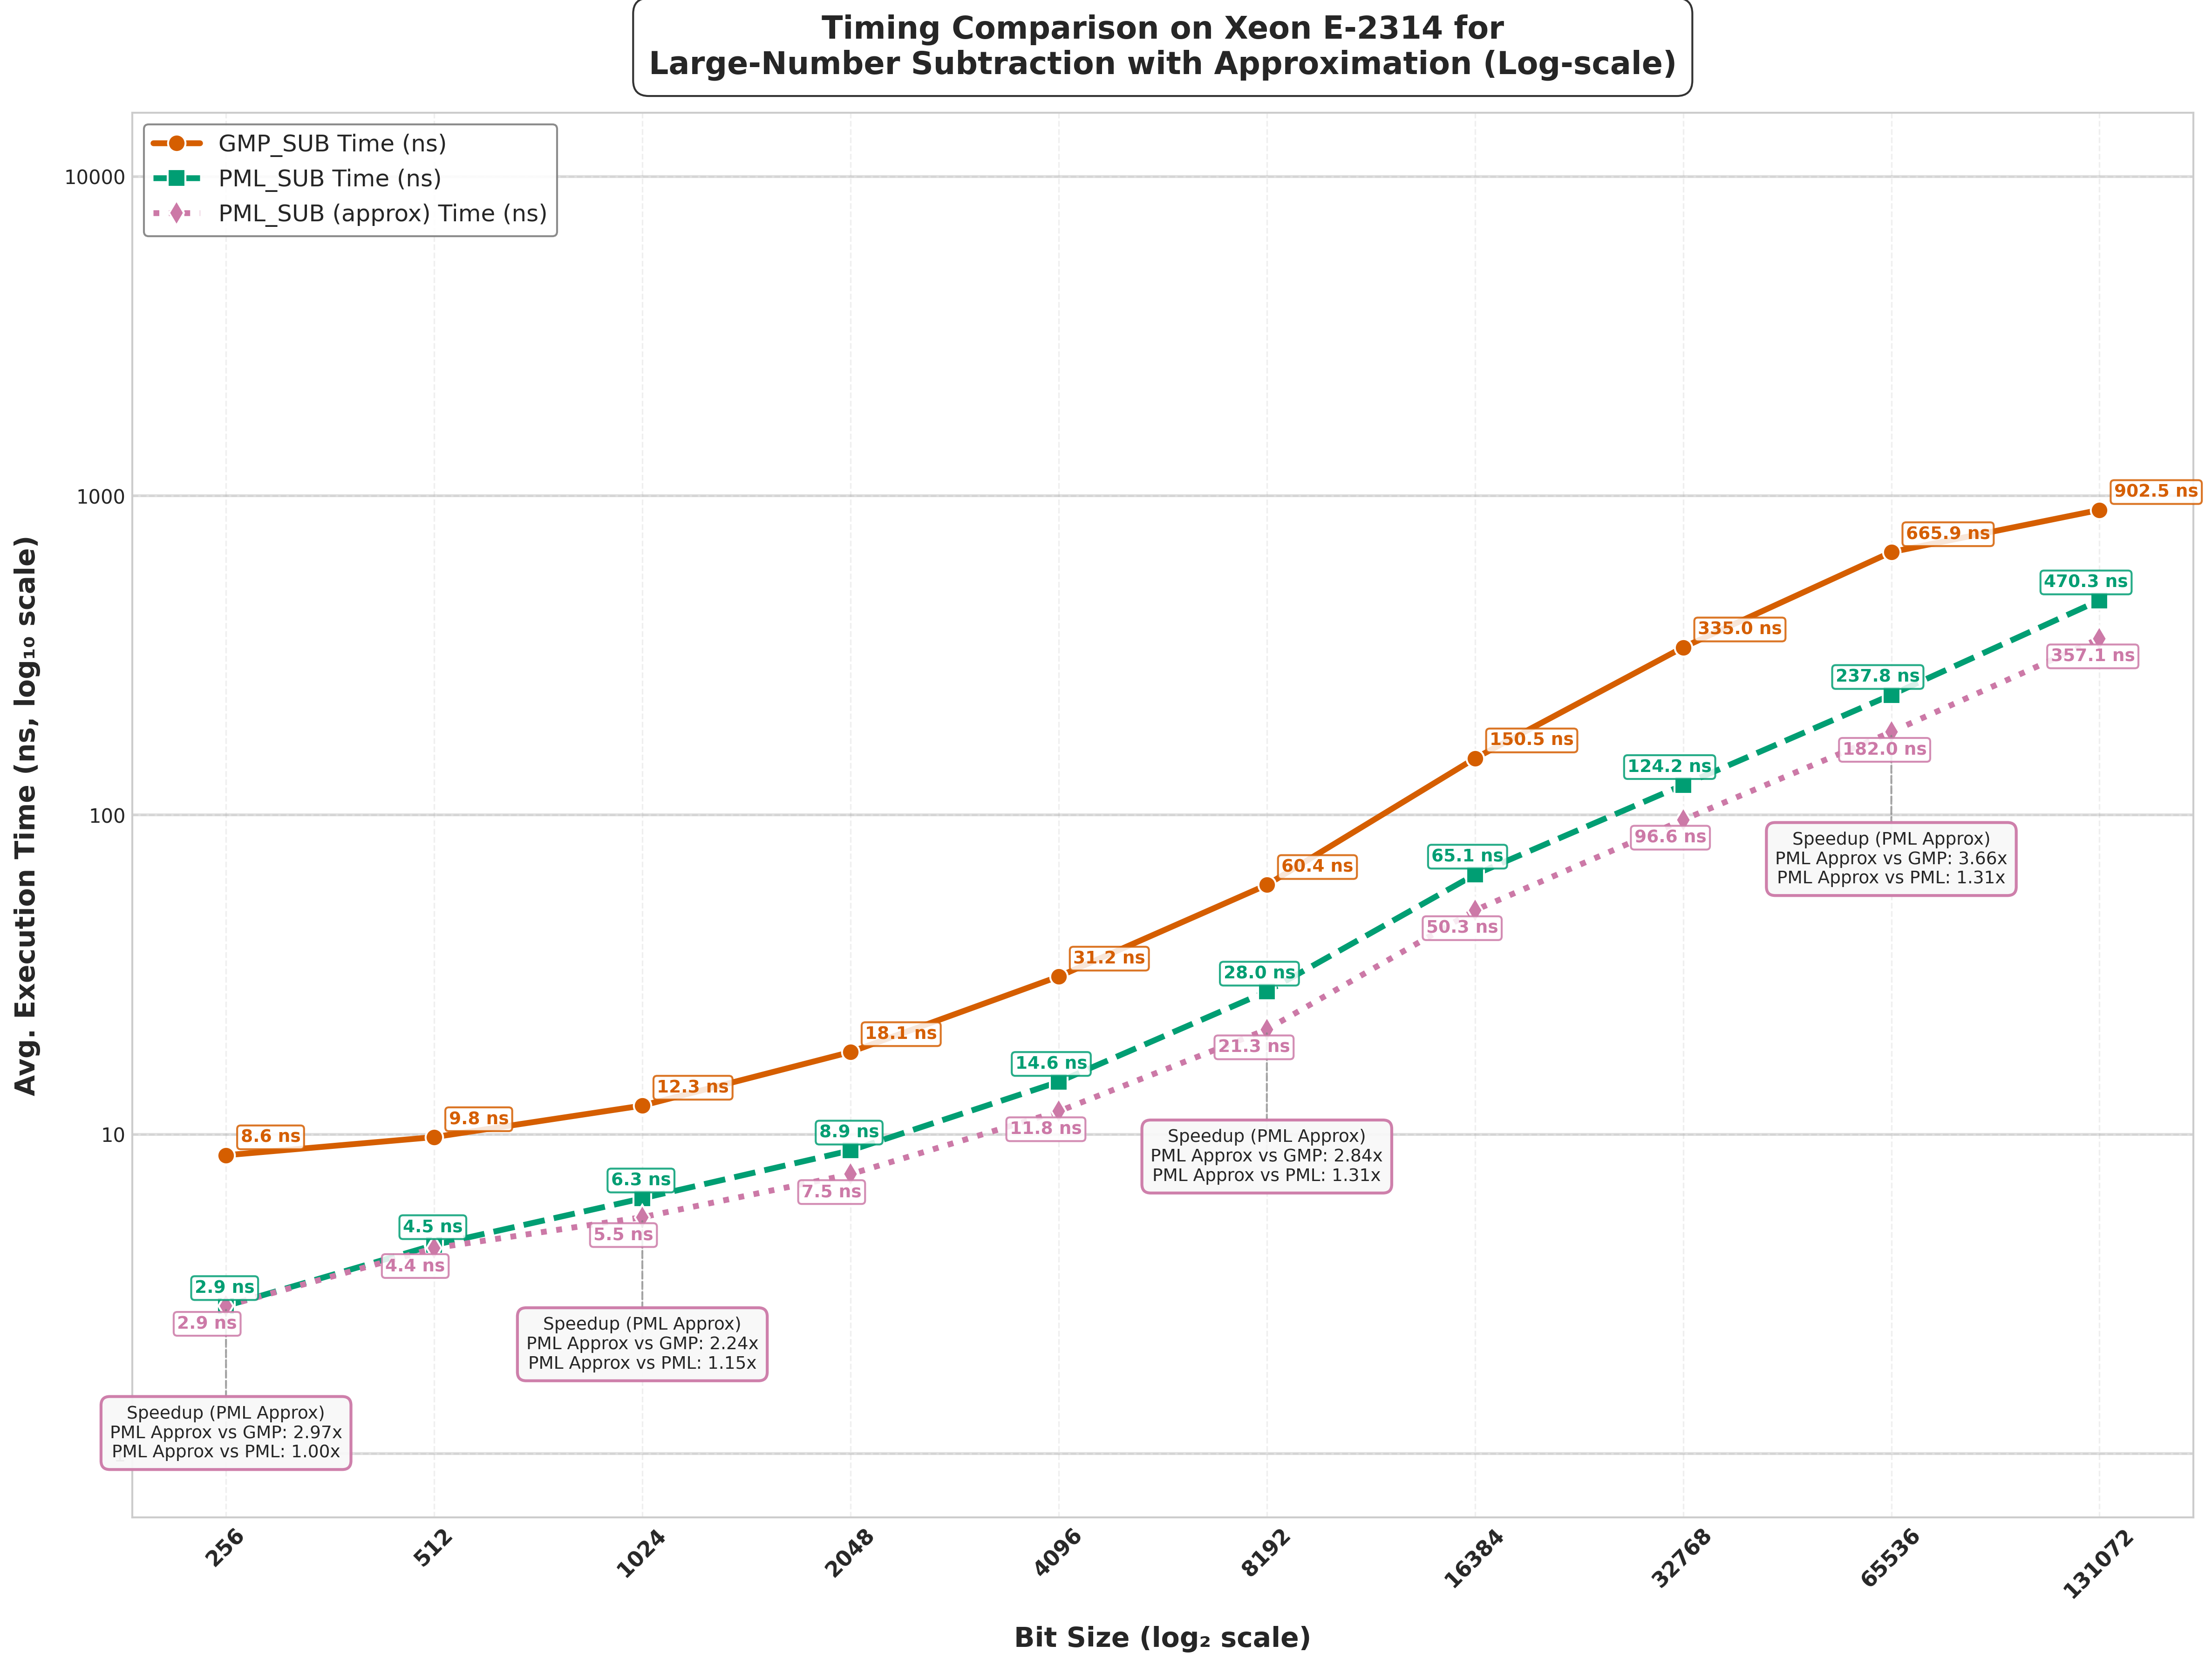 Timing Comparison on Xeon E-2314 for
Large-Number Subtraction with Approximation (Log-scale)
GMP_SUB Time (ns)
PML_SUB Time (ns)
PML_SUB (approx) Time (ns)
Avg. Execution Time (ns, log₁₀ scale)
10000
1000
100
10
902.5 ns
665.9 ns
470.3 ns
335.0 ns
357.1 ns
237.8 ns
150.5 ns
182.0 ns
124.2 ns
96.6 ns
60.4 ns
65.1 ns
50.3 ns
31.2 ns
28.0 ns
21.3 ns
18.1 ns
14.6 ns
11.8 ns
12.3 ns
8.9 ns
7.5 ns
9.8 ns
8.6 ns
6.3 ns
5.5 ns
4.5 ns
4.4 ns
2.9 ns
2.9 ns
Speedup (PML Approx)
PML Approx vs GMP: 3.66x
PML Approx vs PML: 1.31x
Speedup (PML Approx)
PML Approx vs GMP: 2.84x
PML Approx vs PML: 1.31x
Speedup (PML Approx)
PML Approx vs GMP: 2.24x
PML Approx vs PML: 1.15x
Speedup (PML Approx)
PML Approx vs GMP: 2.97x
PML Approx vs PML: 1.00x
256
512
1024
2048
4096
8192
16384
32768
65536
131072
Bit Size (log₂ scale)